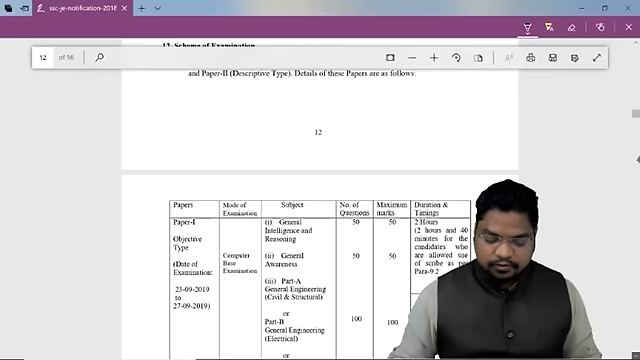 ssc-je-notification-2018
12 of 56
12. Scheme of Examination
and Paper-II (Descriptive Type). Details of these Papers are as follows:
12
Papers Mode of Examination Subject No. of Questions Maximum marks Duration & Timings
Paper-I
Objective
Type
(Date of
Examination:
23-09-2019
to
27-09-2019)
Computer
Base
Examination
(i) General
Intelligence and
Reasoning
50 50
(ii) General
Awareness
50 50
(iii) Part-A
General Engineering
(Civil & Structural)
or
Part-B
General Engineering
(Electrical)
or
100 100
2 Hours
(2 hours and 40
minutes for the
candidates who
are allowed use
of scribe as per
Para-9.2